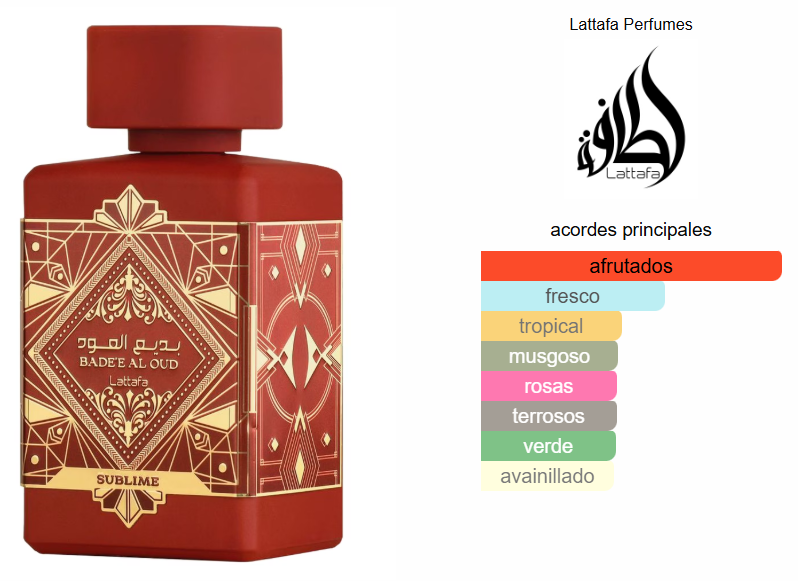 بديع العود
BADE'E AL OUD
Lattafa
SUBLIME
Lattafa Perfumes
لطافة
Lattafa
acordes principales
afrutados
fresco
tropical
musgoso
rosas
terrosos
verde
avainillado